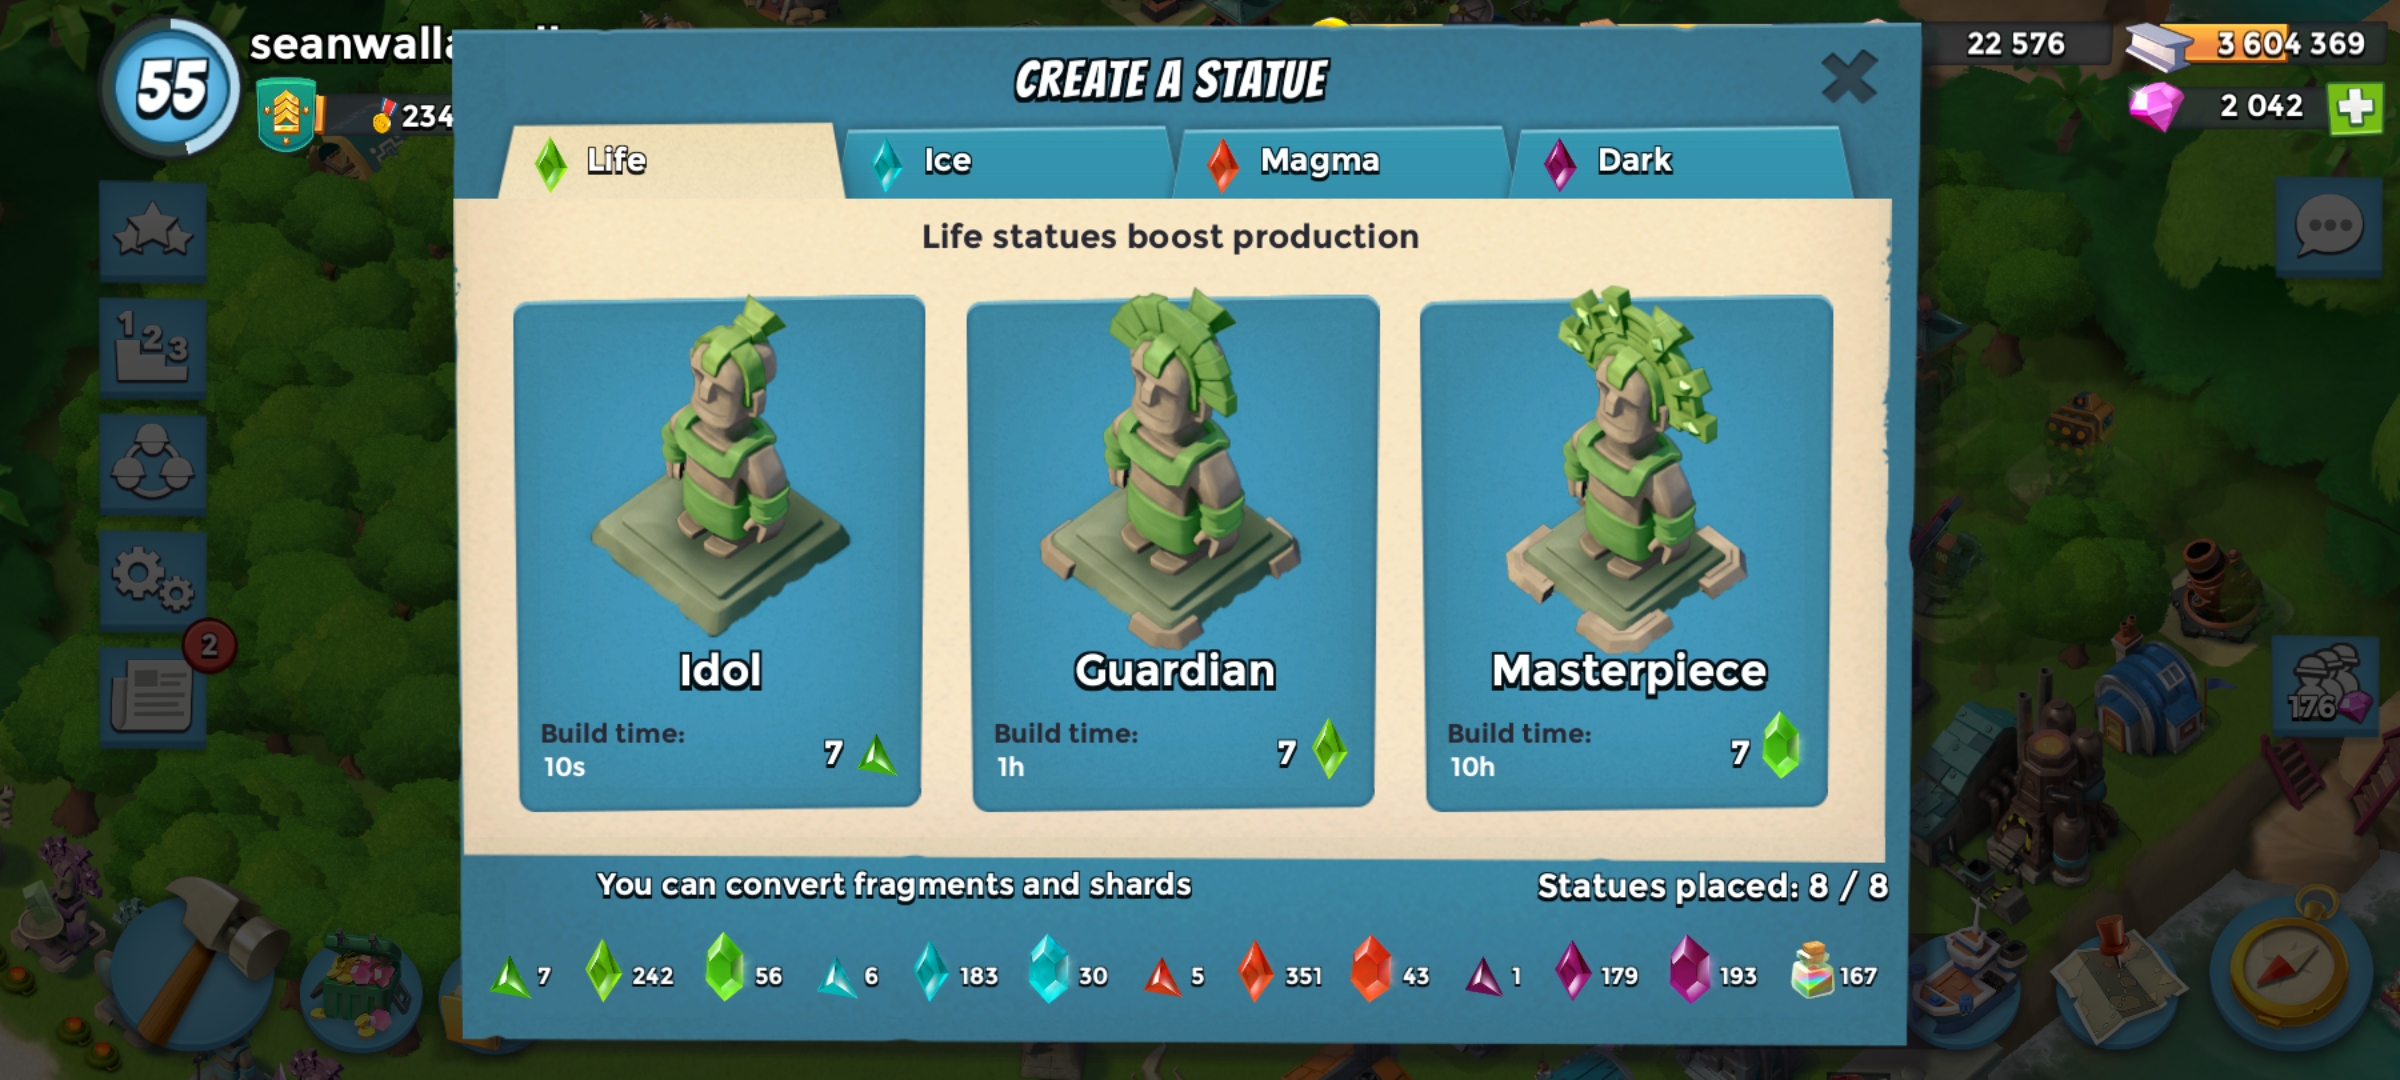 55
22 576
3 604 369
CREATE A STATUE
234
2 042
Life
Ice
Magma
Dark
Life statues boost production
1 2 3
2
Idol
Build time:
10s
7
Guardian
Build time:
1h
7
Masterpiece
Build time:
10h
7
176
You can convert fragments and shards
Statues placed: 8 / 8
7
242
56
6
183
30
5
351
43
1
179
193
167